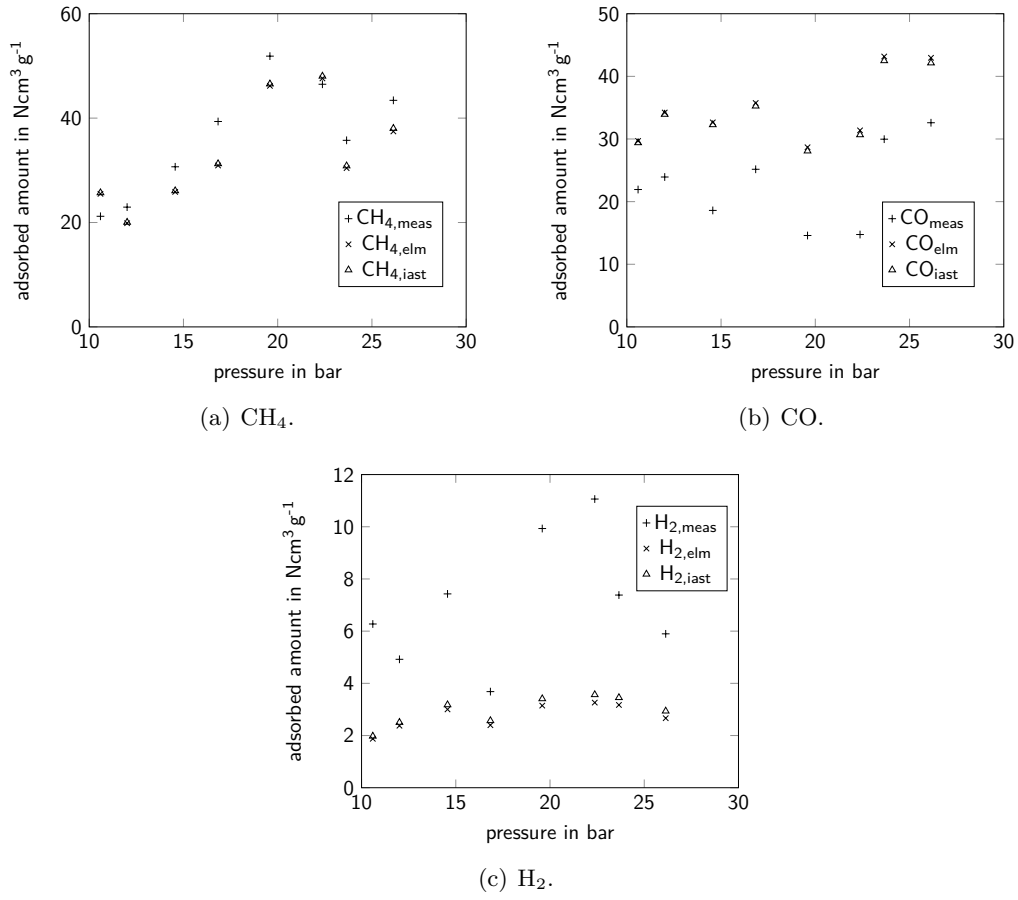 60
40
20
0
10 15 20 25 30
adsorbed amount in Ncm³g⁻¹
pressure in bar
CH₄,meas
CH₄,elm
CH₄,iast
(a) CH₄.
50
40
30
20
10
0
10 15 20 25 30
adsorbed amount in Ncm³g⁻¹
pressure in bar
COmeas
COelm
COiast
(b) CO.
12
10
8
6
4
2
0
10 15 20 25 30
adsorbed amount in Ncm³g⁻¹
pressure in bar
H₂,meas
H₂,elm
H₂,iast
(c) H₂.